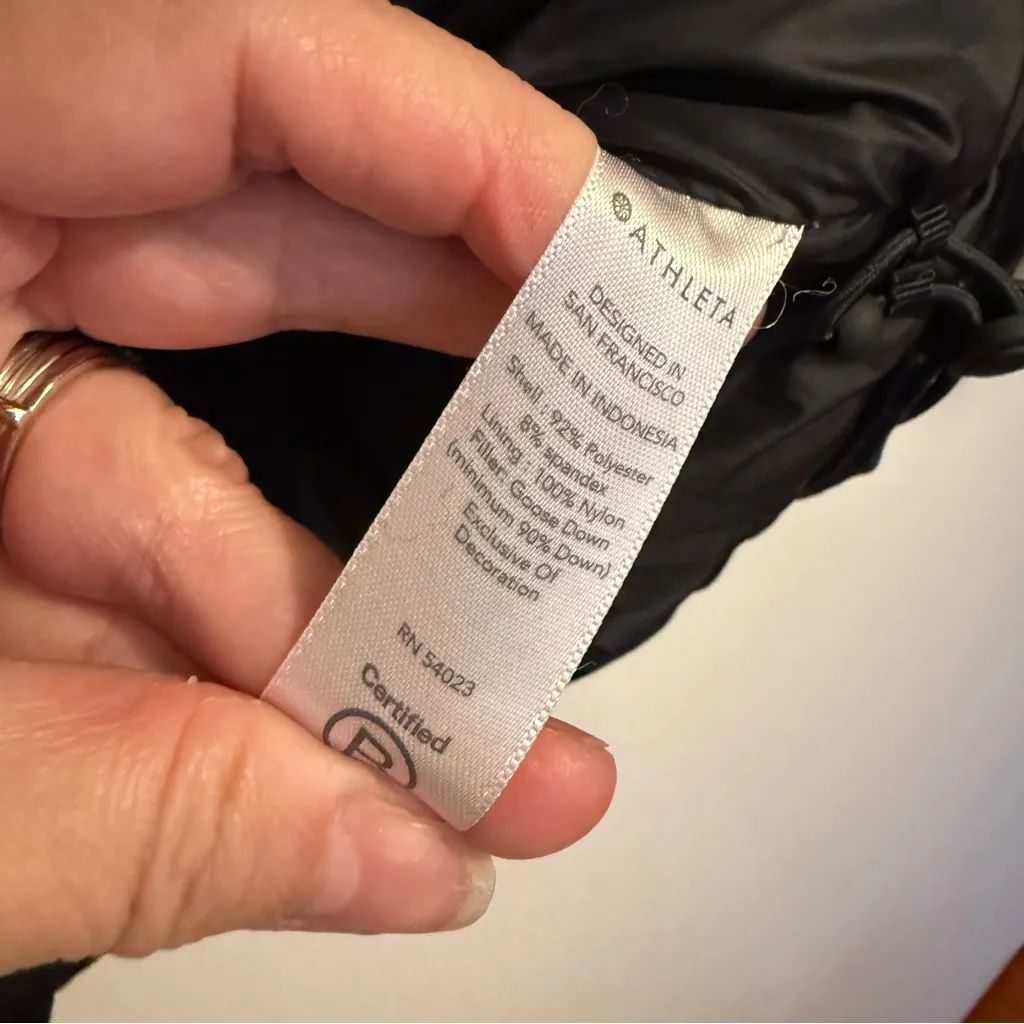 ATHLETA
DESIGNED IN
SAN FRANCISCO
MADE IN INDONESIA
Shell : 92% Polyester
8% spandex
Lining : 100% Nylon
Filler: Goose Down
(minimum 90% Down)
Exclusive Of
Decoration
RN 54023
Certified
B